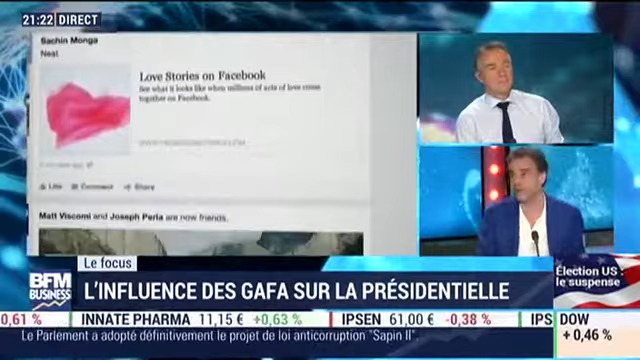 21:22 DIRECT
Sachin Monga
Neat.
Love Stories on Facebook
See what it looks like when millions of acts of love come
together on Facebook.
Like Comment Share
Matt Viscomi and Joseph Perla are now friends.
Le focus
BFM
BUSINESS
L'INFLUENCE DES GAFA SUR LA PRÉSIDENTIELLE
Élection US :
le suspense
0,61 % INNATE PHARMA 11,15 € +0,63 % IPSEN 61,00 € -0,38 % IPS
DOW
+0,46 %
Le Parlement a adopté définitivement le projet de loi anticorruption "Sapin II"